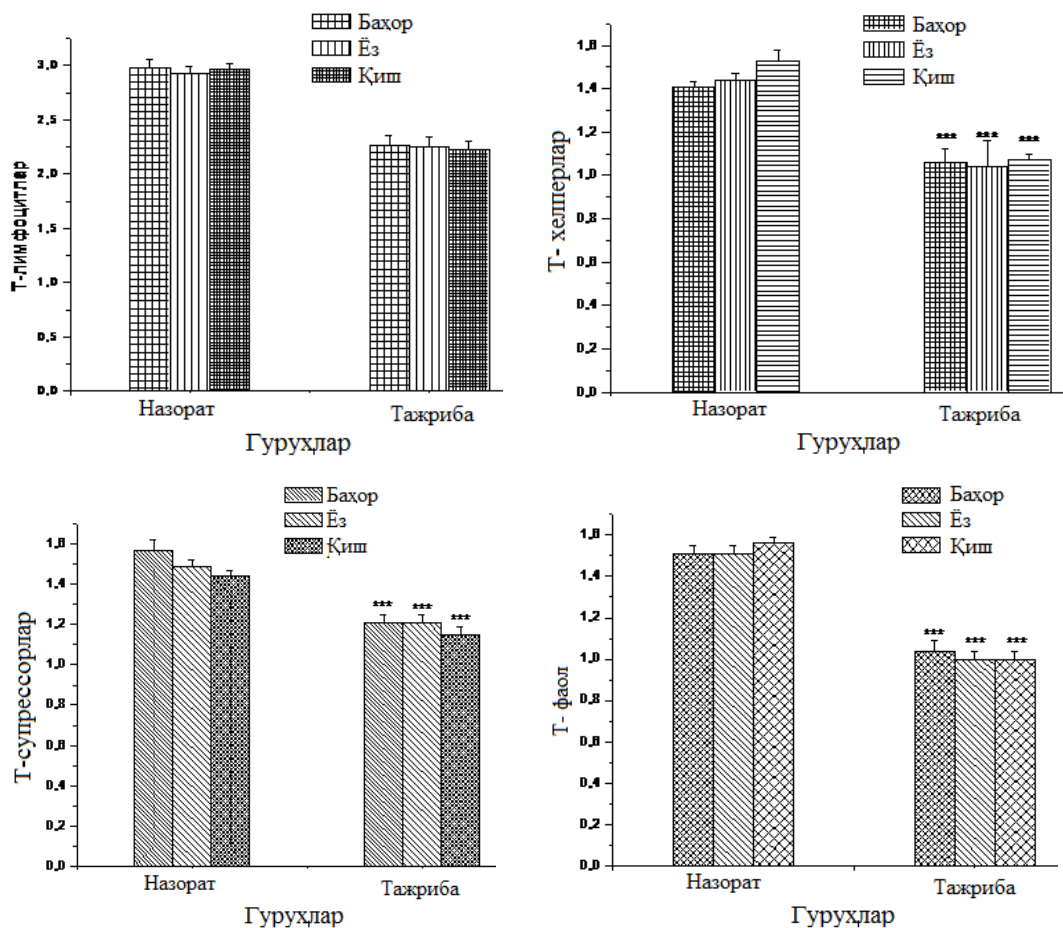 Баҳор
Ёз
Қиш
3,0
2,5
2,0
1,5
1,0
0,5
0,0
Т-лимфоцитлар
Назорат
Тажриба
Гуруҳлар
Баҳор
Ёз
Қиш
1,6
1,4
1,2
1,0
0,8
0,6
0,4
0,2
0,0
Т- хелперлар
*** *** ***
Назорат
Тажриба
Гуруҳлар
Баҳор
Ёз
Қиш
1,6
1,4
1,2
1,0
0,8
0,6
0,4
0,2
0,0
Т-супрессорлар
*** *** ***
Назорат
Тажриба
Гуруҳлар
Баҳор
Ёз
Қиш
1,6
1,4
1,2
1,0
0,8
0,6
0,4
0,2
0,0
Т- фаол
*** *** ***
Назорат
Тажриба
Гуруҳлар